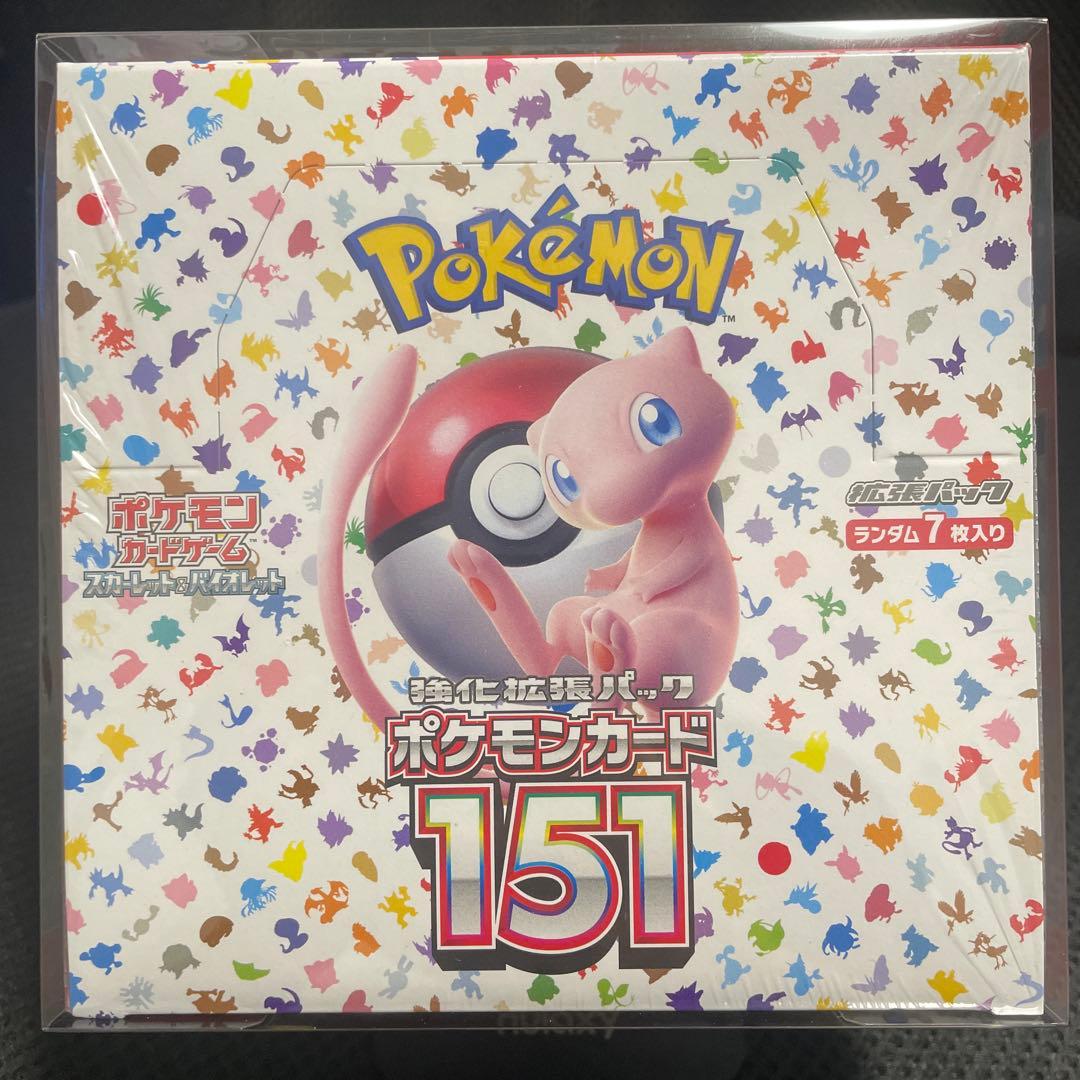 POKéMON
TM
ポケモン
カードゲーム
スカーレット&バイオレット
拡張パック
ランダム7枚入り
強化拡張パック
ポケモンカード
151